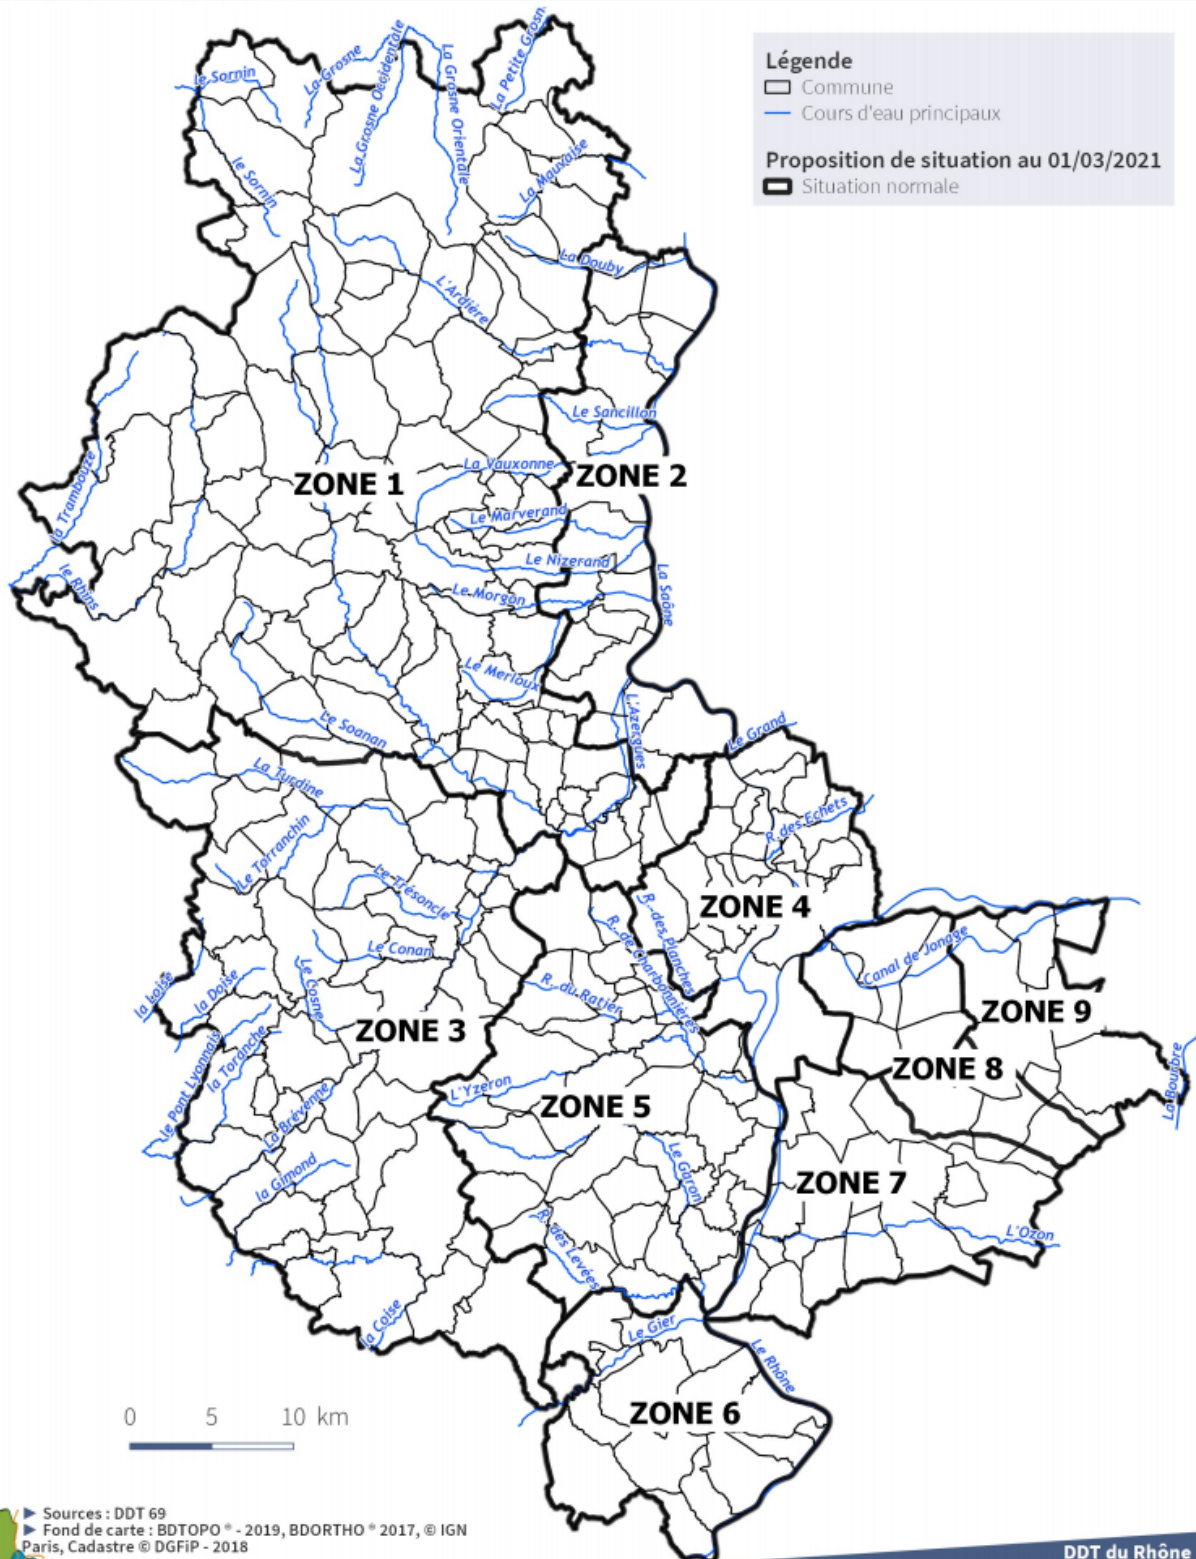 Légende
Commune
Cours d'eau principaux
Proposition de situation au 01/03/2021
Situation normale
Le Sornin
La Grosne
La Grosne Occidentale
La Grosne Orientale
La Petite Grosn
le Sornin
La Mauvaise
La Douby
L'Ardière
Le Sancillon
la Trambouze
ZONE 1
La Vauxonne
ZONE 2
Le Marverand
Le Nizerand
le Rhins
Le Morgon
La Saône
Le Merloux
Le Soanan
L'Azergues
Le Grand
La Turdine
R. des Echets
Le Torranchin
Le Trésoncle
R. des Planches
ZONE 4
R. de Charbonnières
Le Conan
Canal de Jonage
la Loise
la Doise
Le Cosne
R. du Ratier
ZONE 9
ZONE 3
le Pont Lyonnais
la Toranche
ZONE 8
La Bourbre
L'Yzeron
ZONE 5
La Brévenne
la Gimond
Le Garon
ZONE 7
R. des Levées
L'Ozon
la Coise
Le Gier
Le Rhône
ZONE 6
0 5 10 km
Sources : DDT 69
Fond de carte : BDTOPO ® - 2019, BDORTHO ® 2017, © IGN
Paris, Cadastre © DGFiP - 2018
DDT du Rhône